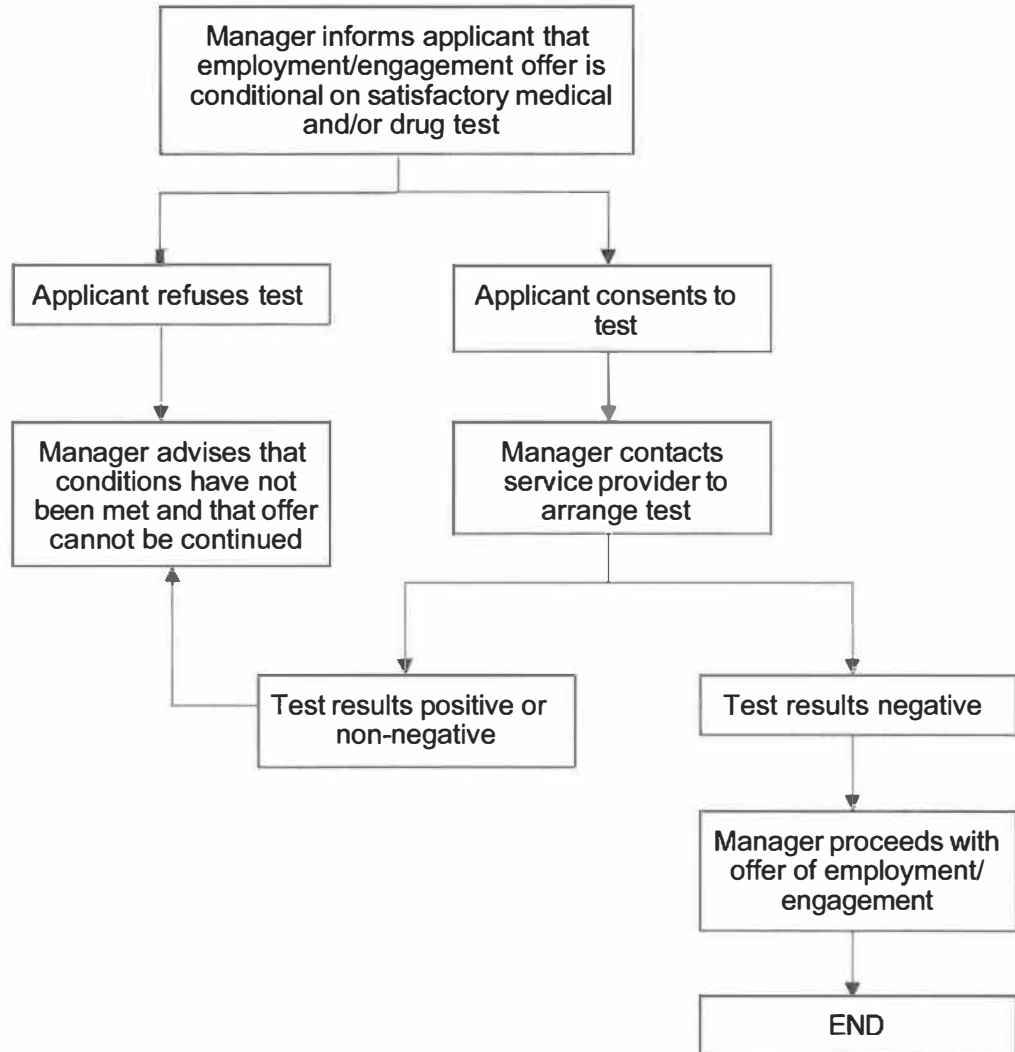 Manager informs applicant that
employment/engagement offer is
conditional on satisfactory medical
and/or drug test
Applicant refuses test
Applicant consents to
test
Manager advises that
conditions have not
been met and that offer
cannot be continued
Manager contacts
service provider to
arrange test
Test results positive or
non-negative
Test results negative
Manager proceeds with
offer of employment/
engagement
END